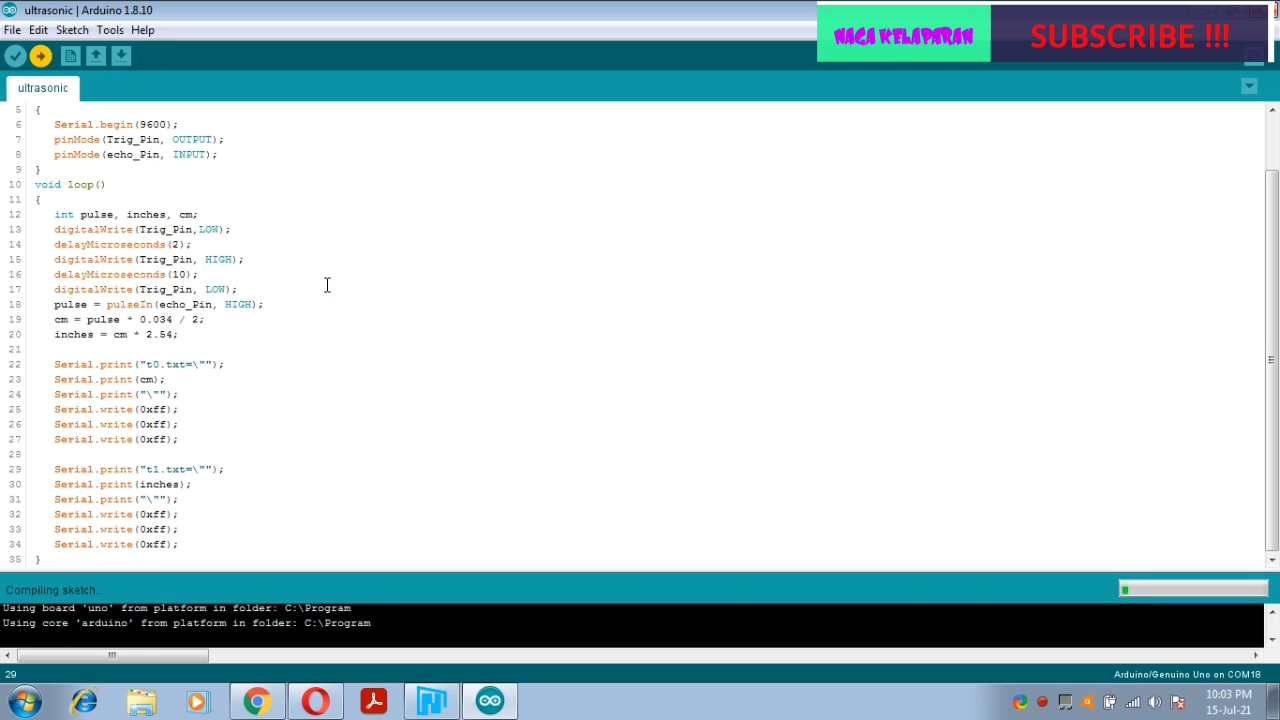 ultrasonic | Arduino 1.8.10
File Edit Sketch Tools Help
NAGA KELAPARAN
SUBSCRIBE !!!
ultrasonic
5 {
6 Serial.begin(9600);
7 pinMode(Trig_Pin, OUTPUT);
8 pinMode(echo_Pin, INPUT);
9 }
10 void loop()
11 {
12 int pulse, inches, cm;
13 digitalWrite(Trig_Pin,LOW);
14 delayMicroseconds(2);
15 digitalWrite(Trig_Pin, HIGH);
16 delayMicroseconds(10);
17 digitalWrite(Trig_Pin, LOW);
18 pulse = pulseIn(echo_Pin, HIGH);
19 cm = pulse * 0.034 / 2;
20 inches = cm * 2.54;
21
22 Serial.print("t0.txt=\"");
23 Serial.print(cm);
24 Serial.print("\"");
25 Serial.write(0xff);
26 Serial.write(0xff);
27 Serial.write(0xff);
28
29 Serial.print("t1.txt=\"");
30 Serial.print(inches);
31 Serial.print("\"");
32 Serial.write(0xff);
33 Serial.write(0xff);
34 Serial.write(0xff);
35 }
Compiling sketch...
Using board 'uno' from platform in folder: C:\Program
Using core 'arduino' from platform in folder: C:\Program
29
Arduino/Genuino Uno on COM18
10:03 PM
15-Jul-21